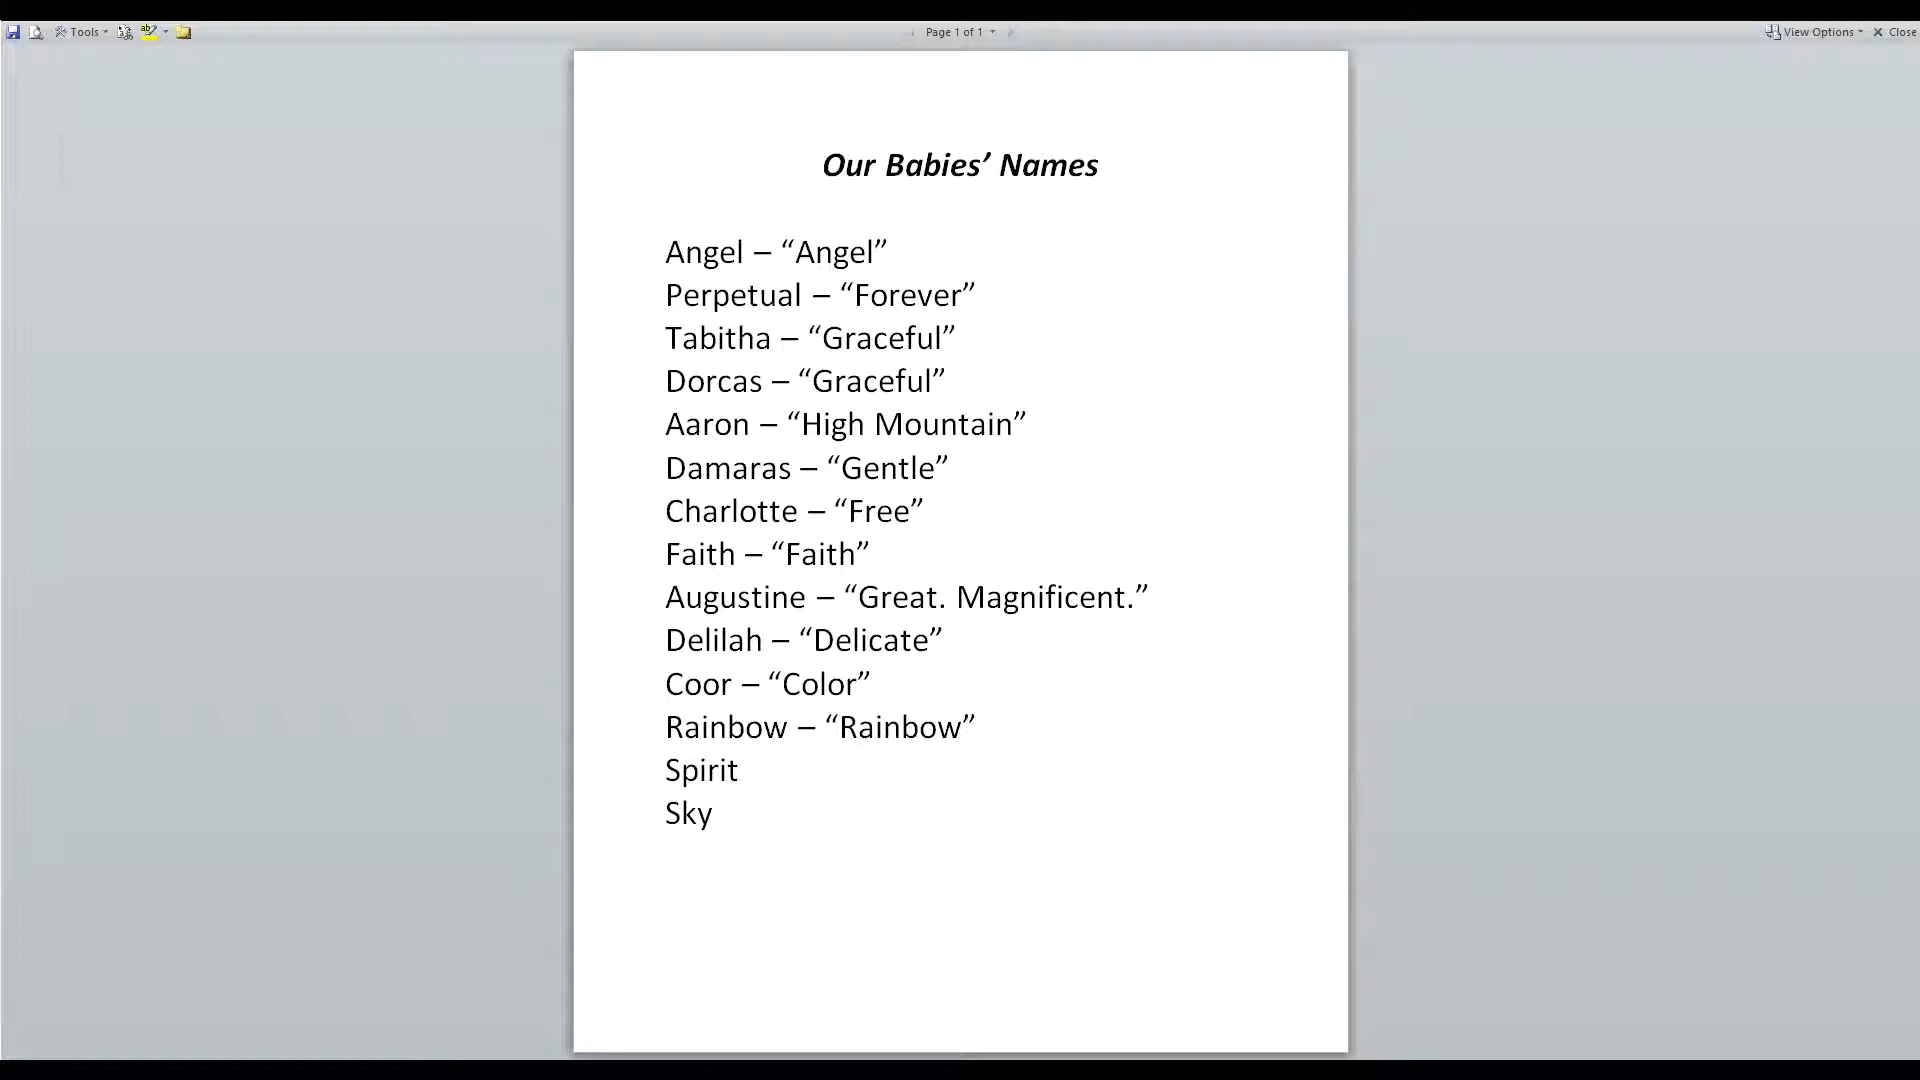 Tools
Page 1 of 1
View Options
Close
Our Babies’ Names
Angel – “Angel”
Perpetual – “Forever”
Tabitha – “Graceful”
Dorcas – “Graceful”
Aaron – “High Mountain”
Damaras – “Gentle”
Charlotte – “Free”
Faith – “Faith”
Augustine – “Great. Magnificent.”
Delilah – “Delicate”
Coor – “Color”
Rainbow – “Rainbow”
Spirit
Sky